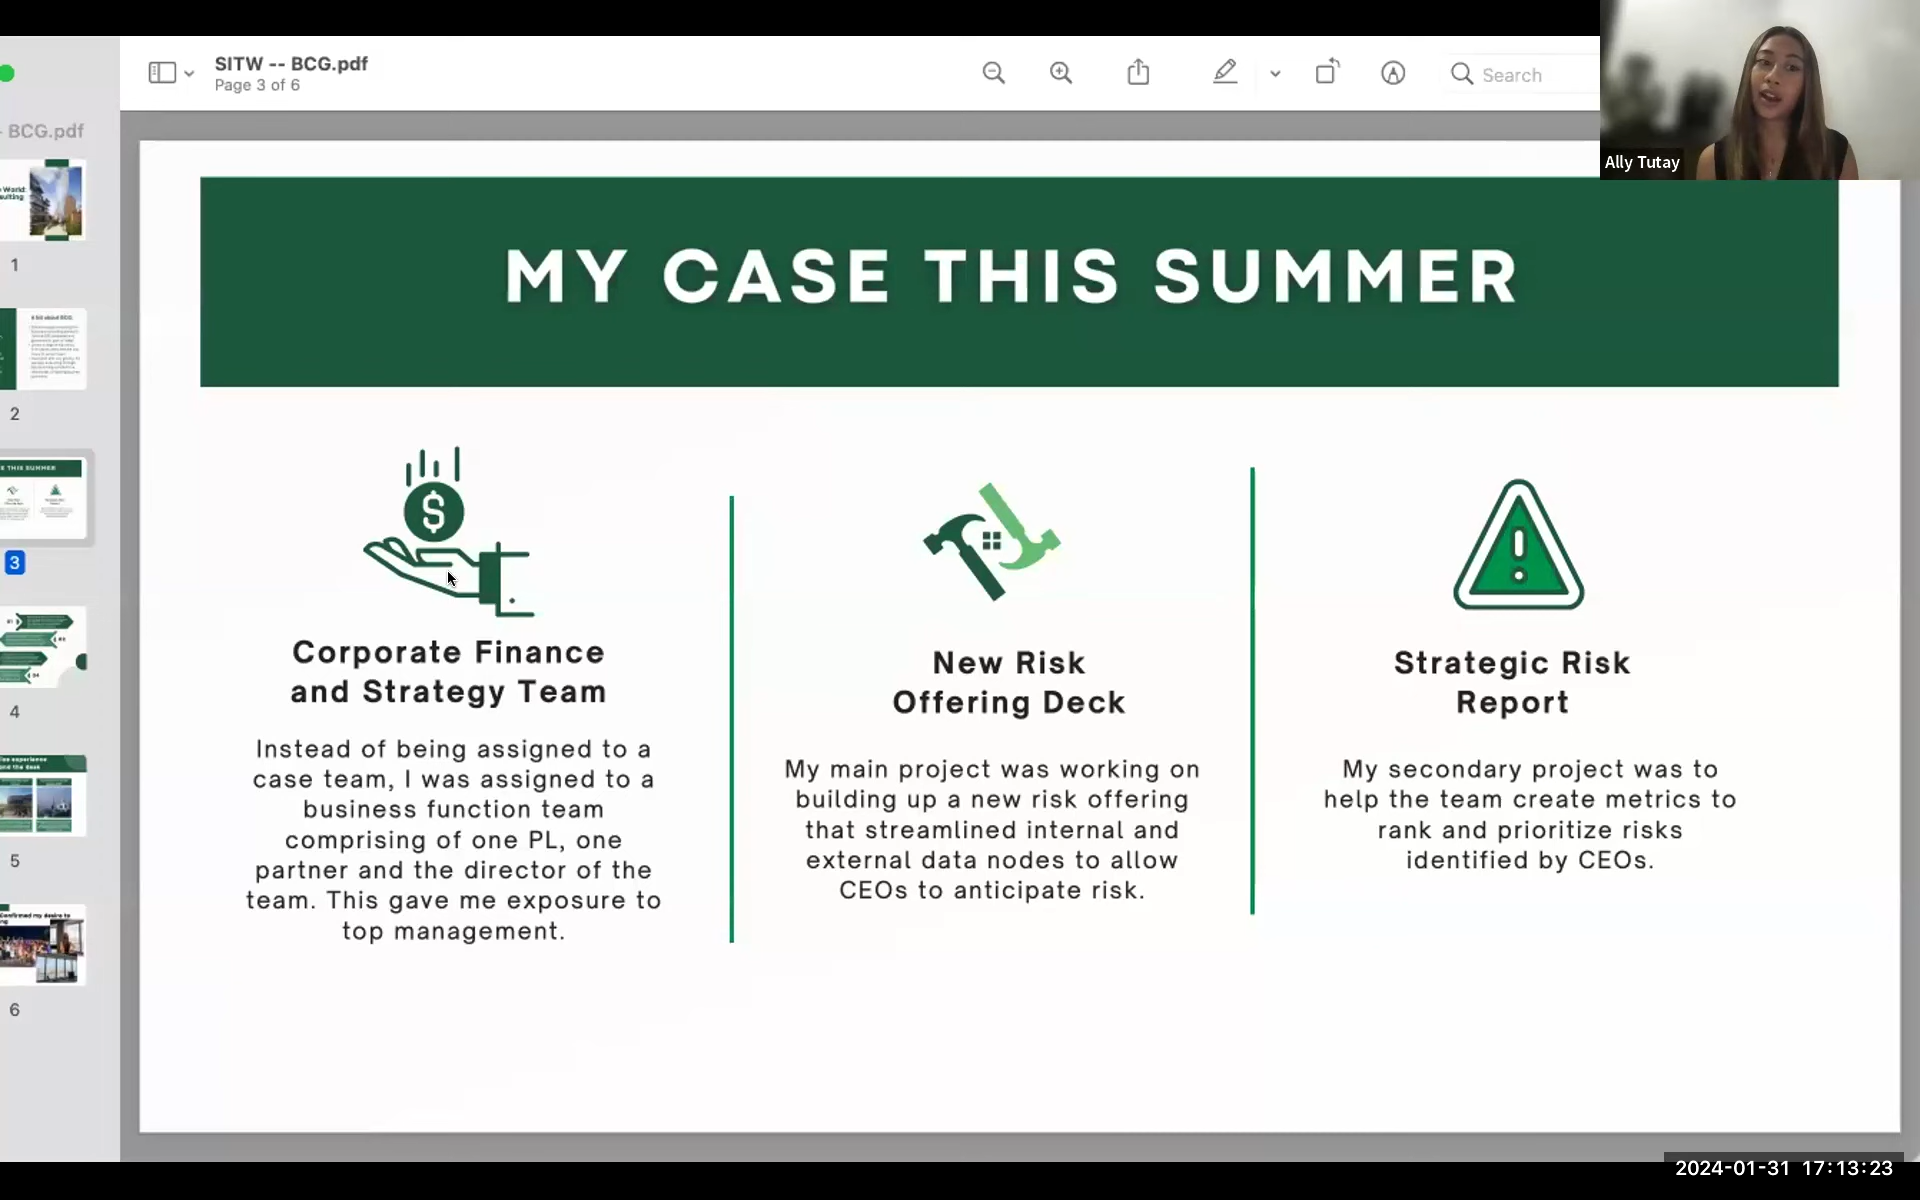 SITW -- BCG.pdf
Page 3 of 6
Search
Ally Tutay
- BCG.pdf
1
2
3
4
5
6
MY CASE THIS SUMMER
$
Corporate Finance
and Strategy Team
Instead of being assigned to a
case team, I was assigned to a
business function team
comprising of one PL, one
partner and the director of the
team. This gave me exposure to
top management.
New Risk
Offering Deck
My main project was working on
building up a new risk offering
that streamlined internal and
external data nodes to allow
CEOs to anticipate risk.
Strategic Risk
Report
My secondary project was to
help the team create metrics to
rank and prioritize risks
identified by CEOs.
2024-01-31 17:13:23